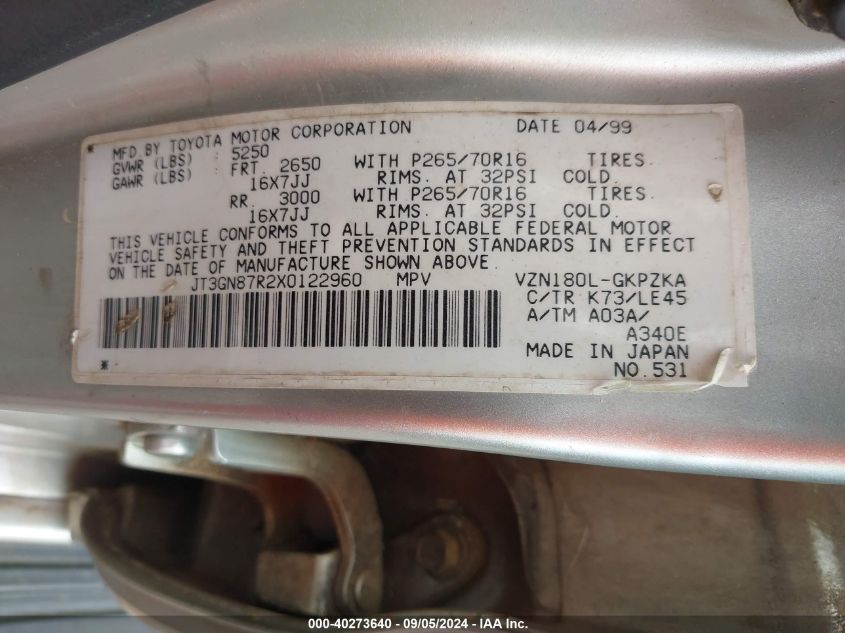 MFD BY TOYOTA MOTOR CORPORATION DATE 04/99
GVWR (LBS) 5250
GAWR (LBS) FRT. 2650 WITH P265/70R16 TIRES.
16X7JJ RIMS. AT 32PSI COLD.
RR. 3000 WITH P265/70R16 TIRES.
16X7JJ RIMS. AT 32PSI COLD.
THIS VEHICLE CONFORMS TO ALL APPLICABLE FEDERAL MOTOR
VEHICLE SAFETY AND THEFT PREVENTION STANDARDS IN EFFECT
ON THE DATE OF MANUFACTURE SHOWN ABOVE.
JT3GN87R2X0122960 MPV VZN180L-GKPZKA
C/TR K73/LE45
A/TM A03A/
A340E
MADE IN JAPAN
NO.531
000-40273640 - 09/05/2024 - IAA Inc.